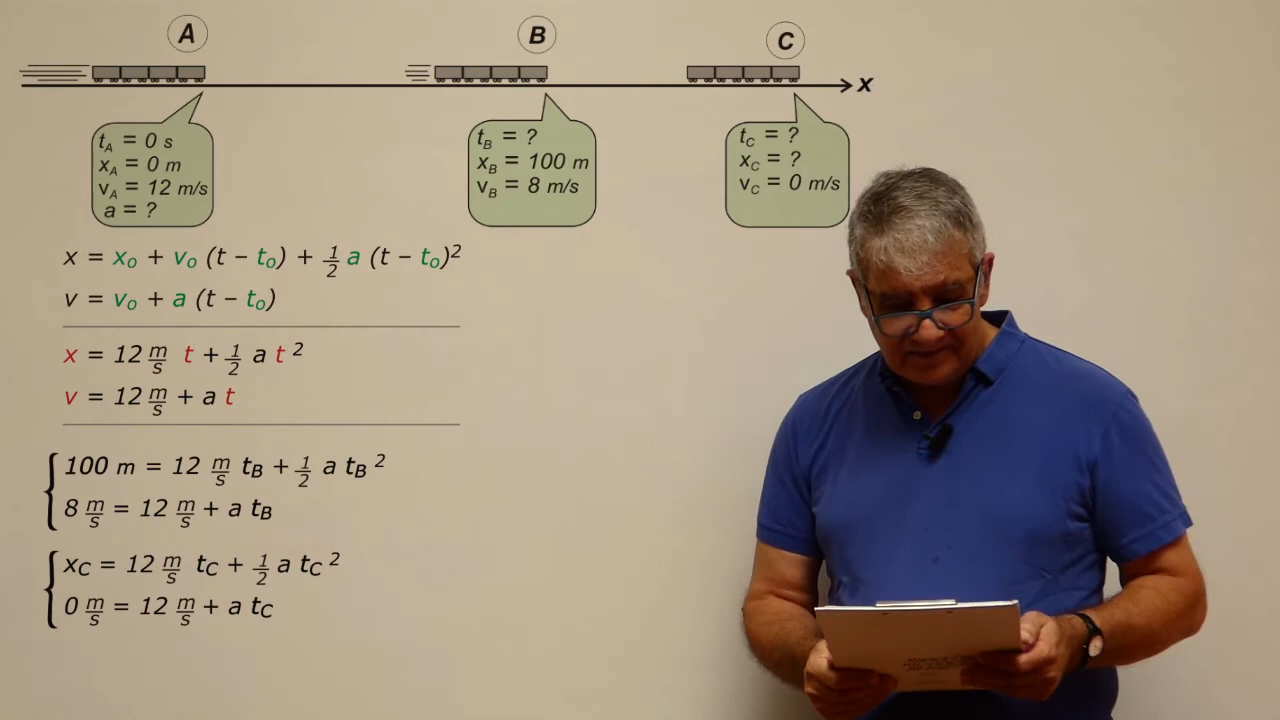 A
B
C
x
t_A = 0 s
x_A = 0 m
v_A = 12 m/s
a = ?
t_B = ?
x_B = 100 m
v_B = 8 m/s
t_C = ?
x_C = ?
v_C = 0 m/s
x = x_o + v_o (t − t_o) + 1/2 a (t − t_o)²
v = v_o + a (t − t_o)
x = 12 m/s t + 1/2 a t²
v = 12 m/s + a t
100 m = 12 m/s t_B + 1/2 a t_B²
8 m/s = 12 m/s + a t_B
x_C = 12 m/s t_C + 1/2 a t_C²
0 m/s = 12 m/s + a t_C